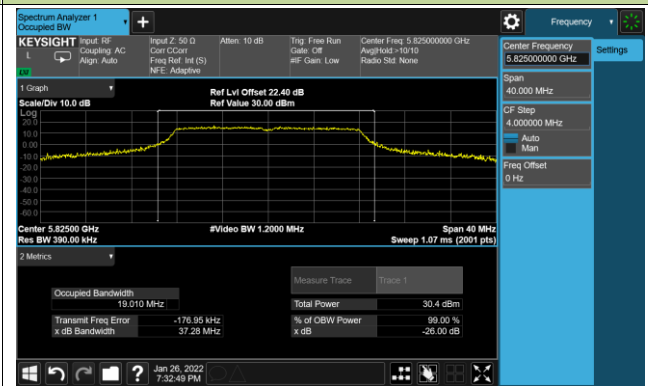 Spectrum Analyzer 1
Occupied BW
Frequency
KEYSIGHT
L
Input: RF
Coupling: AC
Align: Auto
Input Z: 50 Ω
Corr CCorr
Freq Ref: Int (S)
NFE: Adaptive
Atten: 10 dB
Trig: Free Run
Gate: Off
#IF Gain: Low
Center Freq: 5.825000000 GHz
Avg|Hold:>10/10
Radio Std: None
Center Frequency
5.825000000 GHz
Settings
Span
40.000 MHz
CF Step
4.000000 MHz
Auto
Man
Freq Offset
0 Hz
1 Graph
Scale/Div 10.0 dB
Ref Lvl Offset 22.40 dB
Ref Value 30.00 dBm
Log
20.0
10.0
0.00
-10.0
-20.0
-30.0
-40.0
-50.0
-60.0
Center 5.82500 GHz
Res BW 390.00 kHz
#Video BW 1.2000 MHz
Span 40 MHz
Sweep 1.07 ms (2001 pts)
2 Metrics
Measure Trace
Trace 1
Occupied Bandwidth
19.010 MHz
Total Power
30.4 dBm
Transmit Freq Error
-176.95 kHz
% of OBW Power
99.00 %
x dB Bandwidth
37.28 MHz
x dB
-26.00 dB
Jan 26, 2022
7:32:49 PM